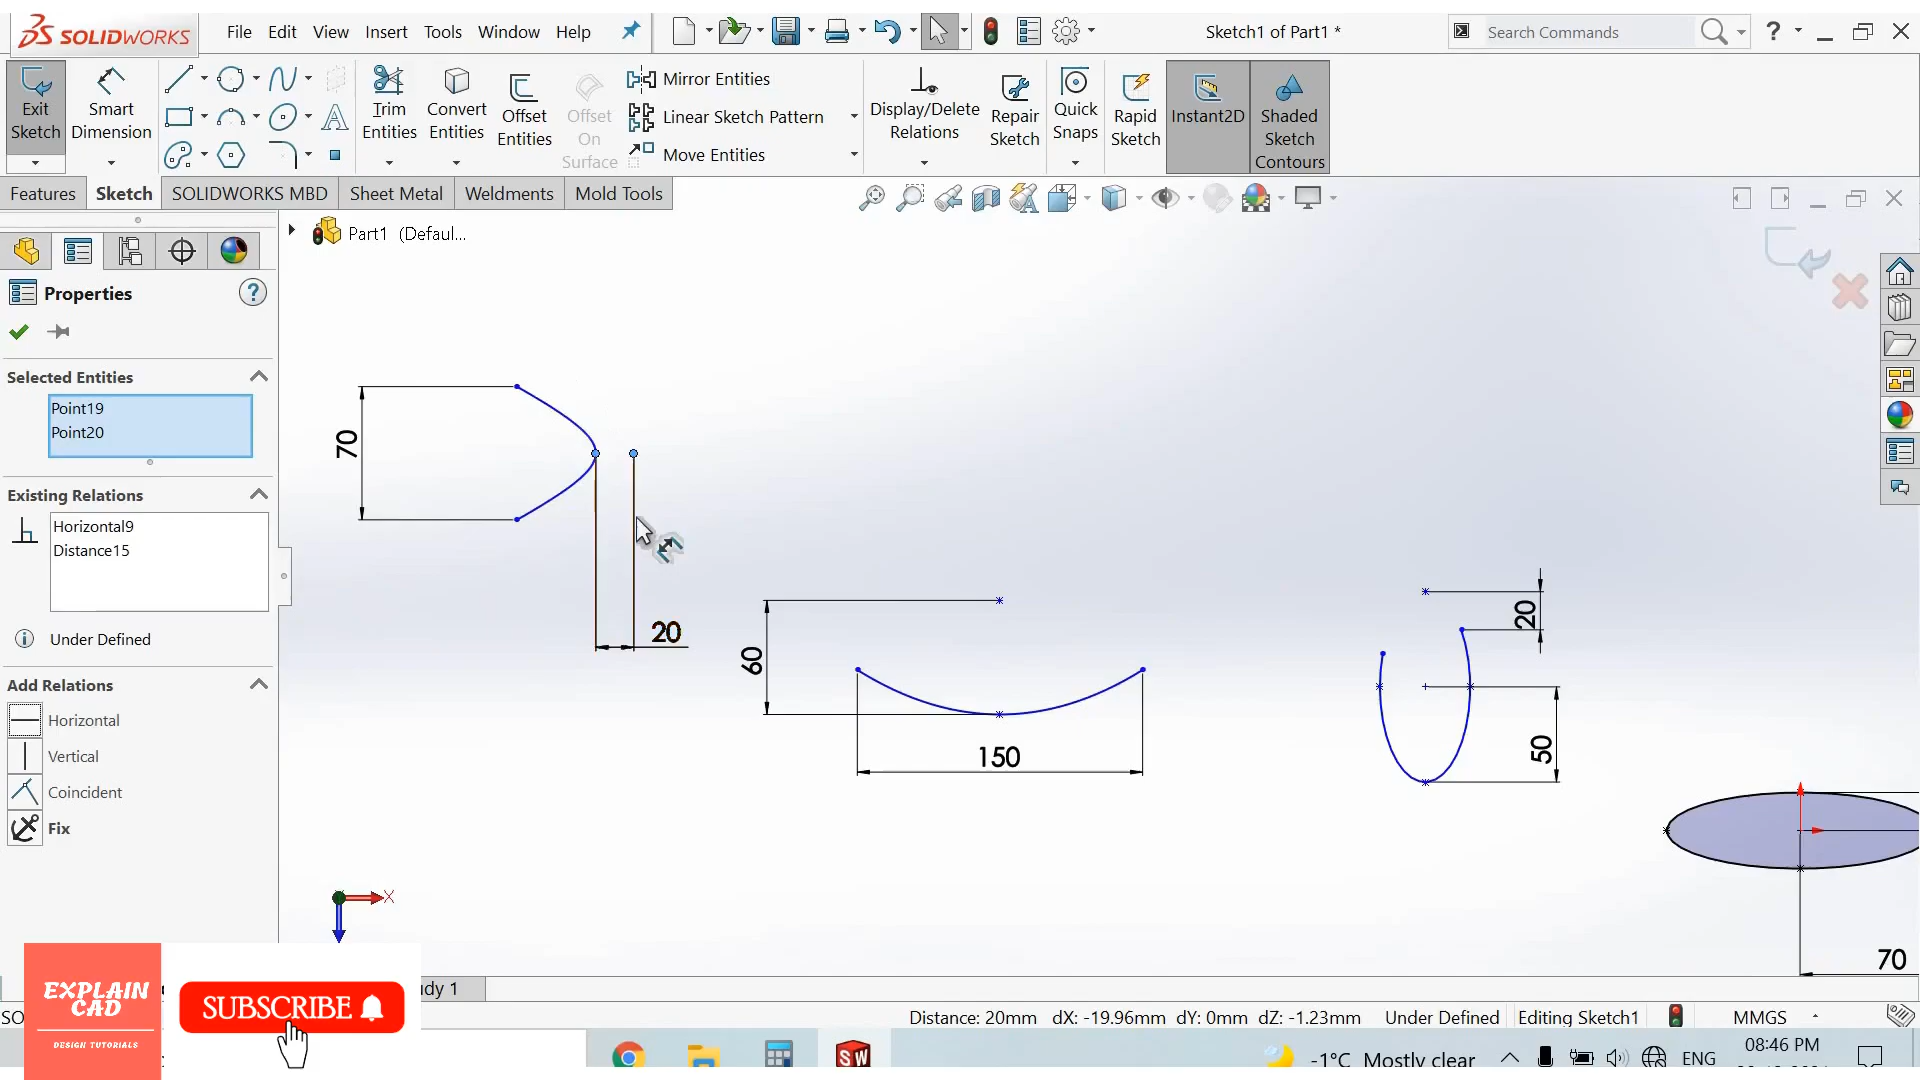 SOLIDWORKS
File Edit View Insert Tools Window Help
Sketch1 of Part1 *
Search Commands
?
Exit Sketch
Smart Dimension
Trim Entities
Convert Entities
Offset Entities
Offset On Surface
Mirror Entities
Linear Sketch Pattern
Move Entities
Display/Delete Relations
Repair Sketch
Quick Snaps
Rapid Sketch
Instant2D
Shaded Sketch Contours
Features Sketch SOLIDWORKS MBD Sheet Metal Weldments Mold Tools
Part1 (Defaul...
Properties
?
Selected Entities
Point19
Point20
Existing Relations
Horizontal9
Distance15
Under Defined
Add Relations
Horizontal
Vertical
Coincident
Fix
70
20
60
150
20
50
70
X
EXPLAIN
CAD
DESIGN TUTORIALS
SUBSCRIBE
dy 1
SO
Distance: 20mm dX: -19.96mm dY: 0mm dZ: -1.23mm Under Defined Editing Sketch1 MMGS
SW
-1°C Mostly clear
ENG
08:46 PM